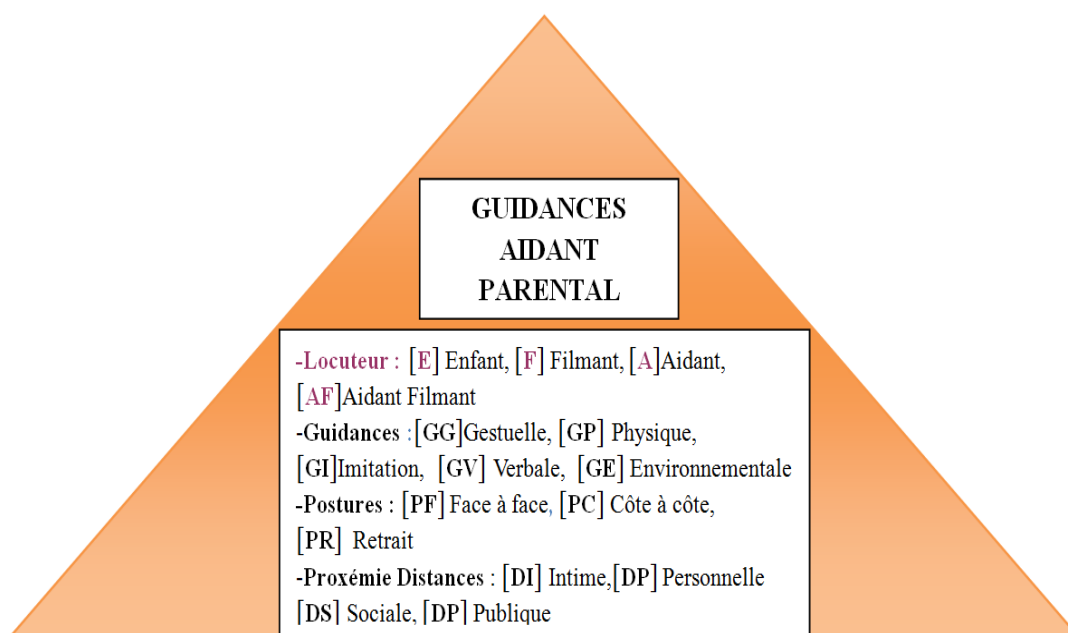 GUIDANCES
AIDANT
PARENTAL
-Locuteur : [E] Enfant, [F] Filmant, [A]Aidant,
[AF]Aidant Filmant
-Guidances :[GG]Gestuelle, [GP] Physique,
[GI]Imitation, [GV] Verbale, [GE] Environnementale
-Postures : [PF] Face à face, [PC] Côte à côte,
[PR] Retrait
-Proxémie Distances : [DI] Intime,[DP] Personnelle
[DS] Sociale, [DP] Publique